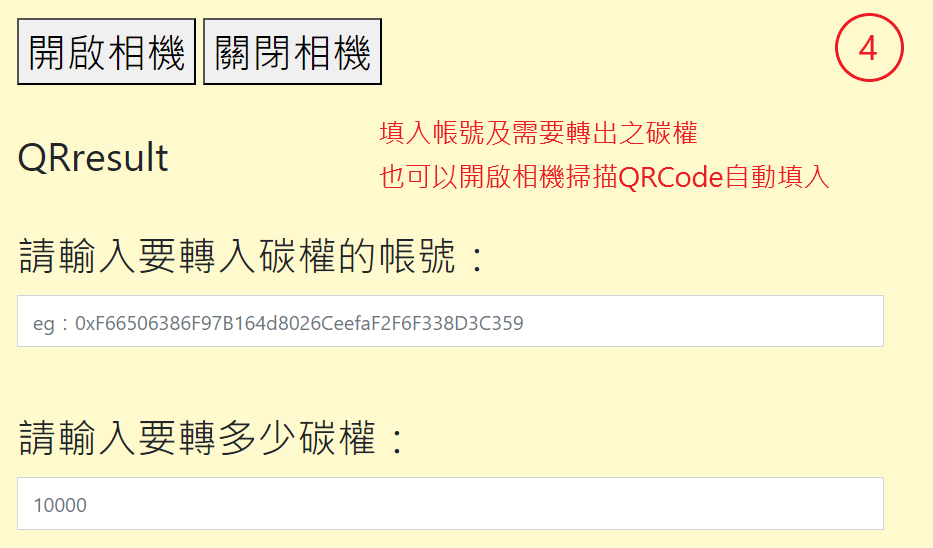 開啟相機 關閉相機
4
填入帳號及需要轉出之碳權
也可以開啟相機掃描QRCode自動填入
QRresult
請輸入要轉入碳權的帳號：
eg：0xF66506386F97B164d8026CeefaF2F6F338D3C359
請輸入要轉多少碳權：
10000